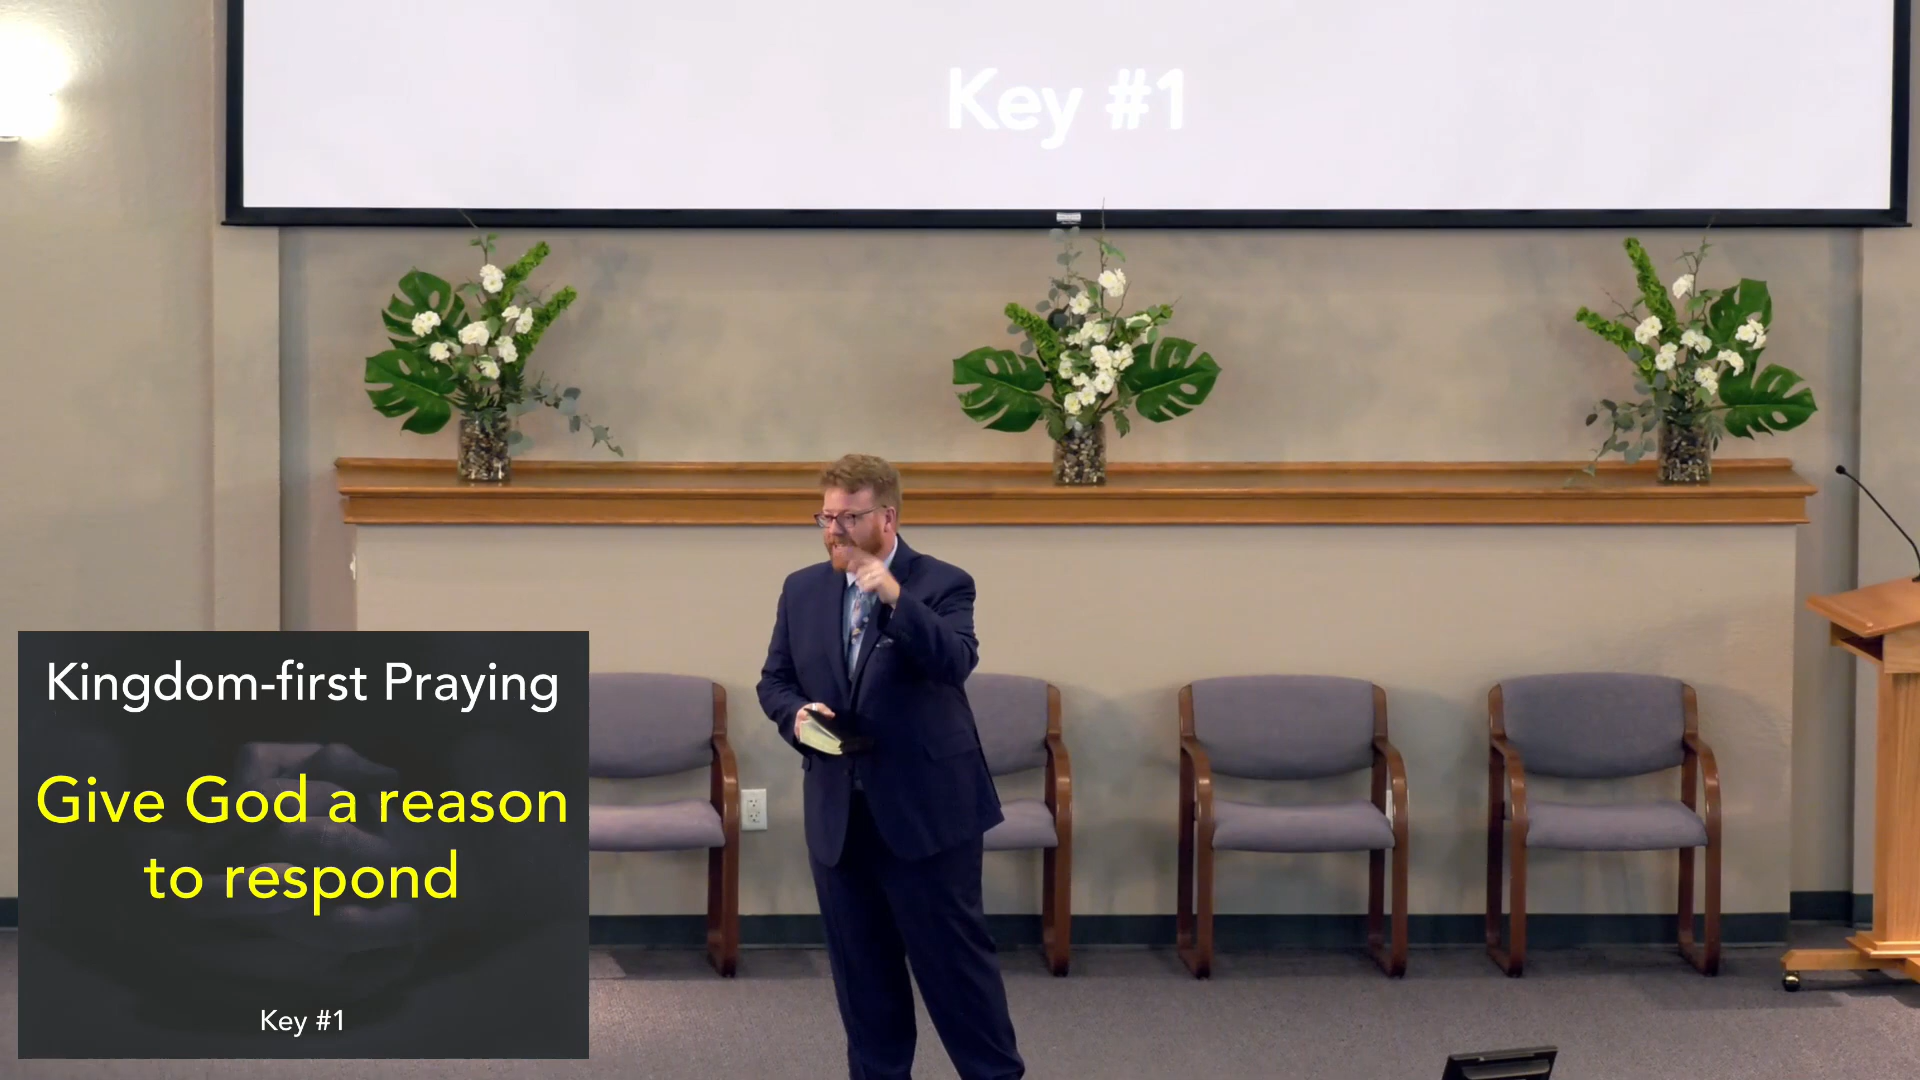 Key #1
Kingdom-first Praying
Give God a reason
to respond
Key #1